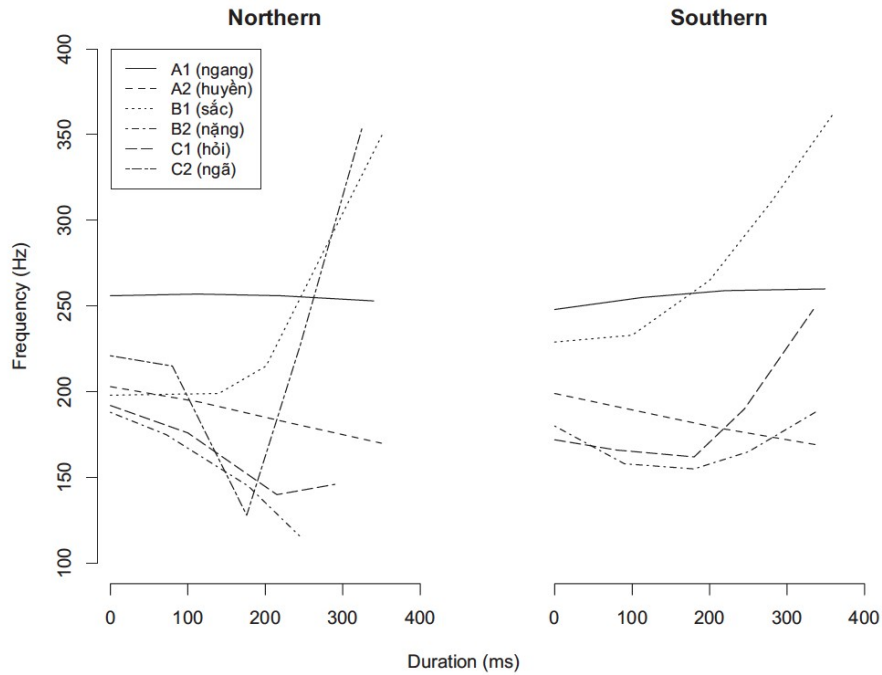 Northern
Southern
A1 (ngang)
A2 (huyền)
B1 (sắc)
B2 (nặng)
C1 (hỏi)
C2 (ngã)
Frequency (Hz)
400
350
300
250
200
150
100
0 100 200 300 400
0 100 200 300 400
Duration (ms)